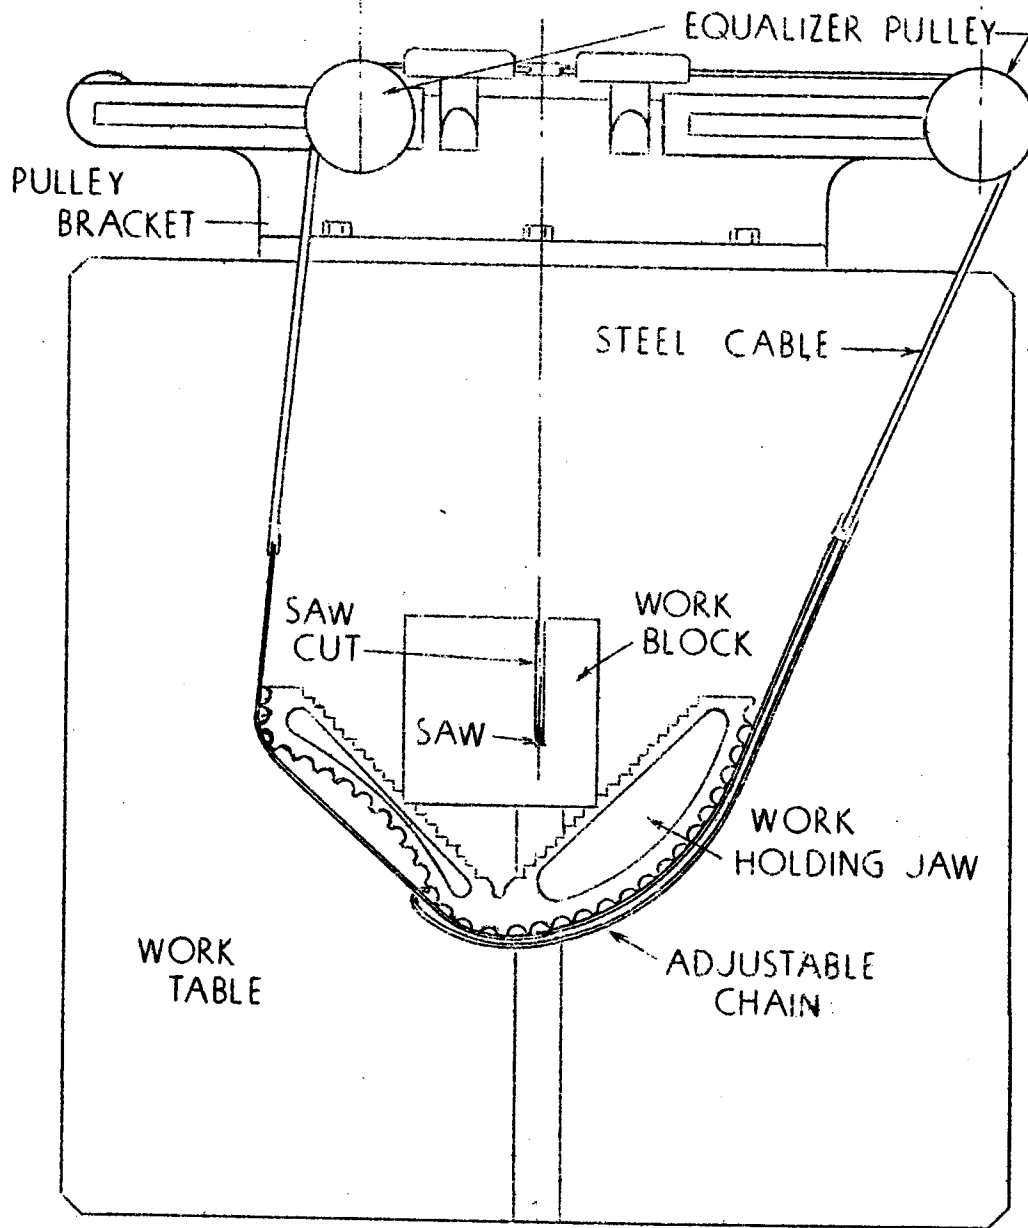 EQUALIZER PULLEY
PULLEY
BRACKET
STEEL CABLE
SAW
CUT
WORK
BLOCK
SAW
WORK
HOLDING JAW
WORK
TABLE
ADJUSTABLE
CHAIN